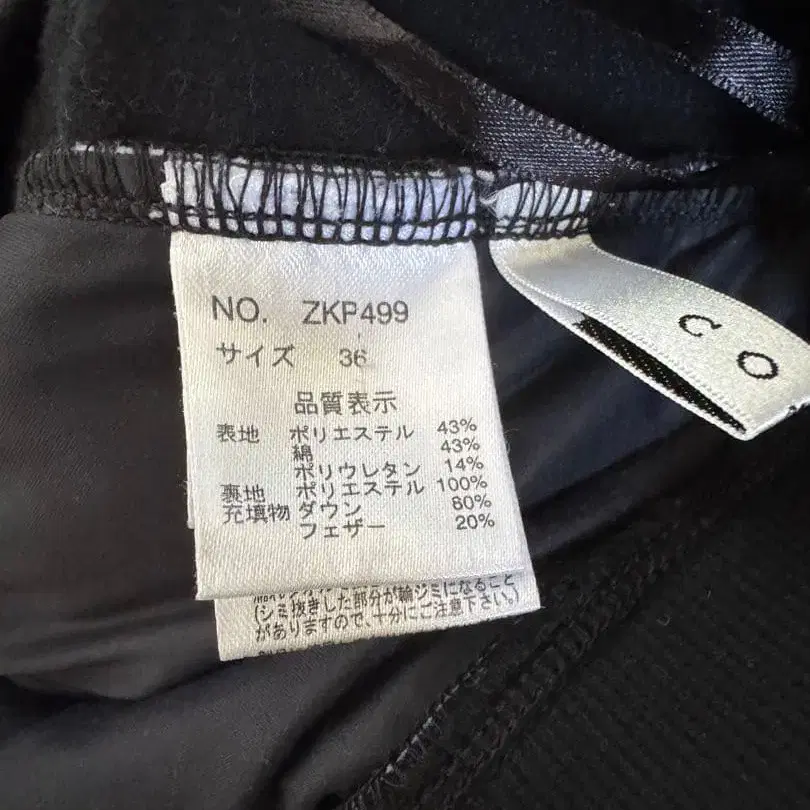 NO. ZKP499
サイズ 36
品質表示
表地 ポリエステル 43%
綿 43%
ポリウレタン 14%
裏地 ポリエステル 100%
充填物 ダウン 80%
フェザー 20%
(シミ抜きした部分が輪ジミになること
がありますので、十分にご注意下さい。)
CO